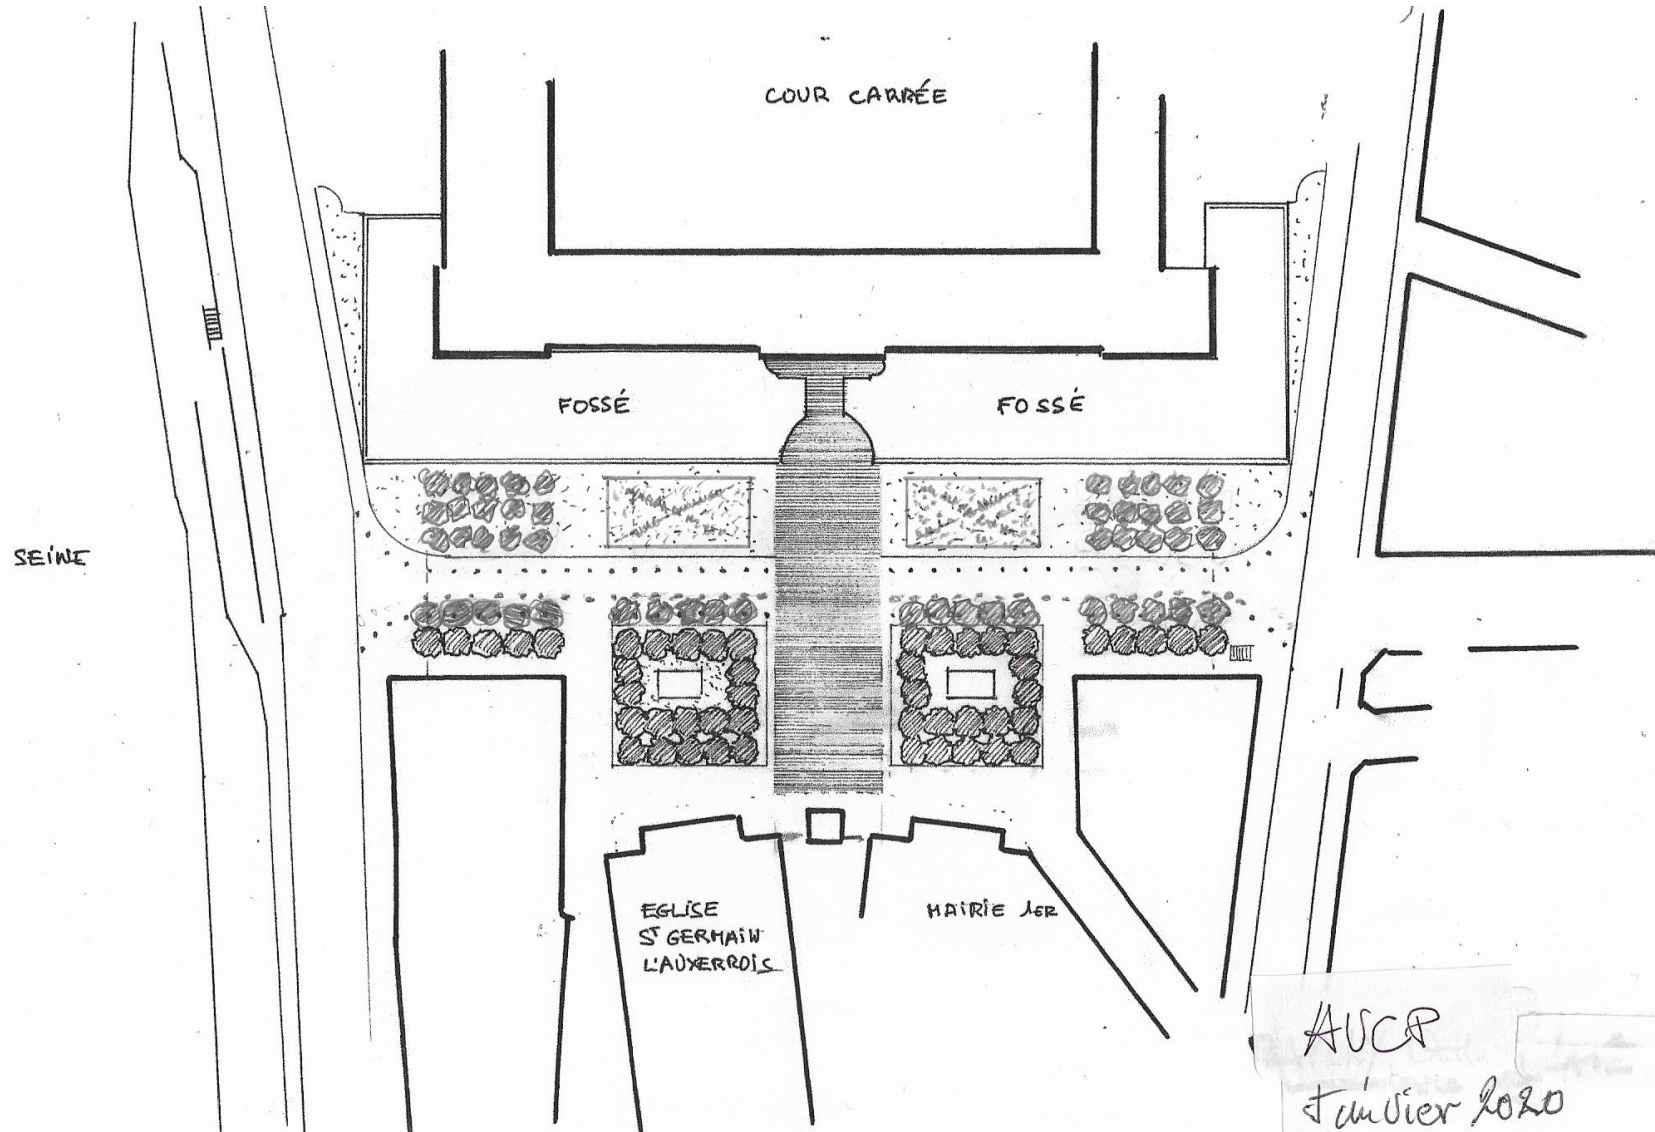 COUR CARRÉE
FOSSÉ
FOSSÉ
SEINE
EGLISE
ST GERMAIN
L'AUXERROIS
MAIRIE 1ER
AUCP
Janvier 2020